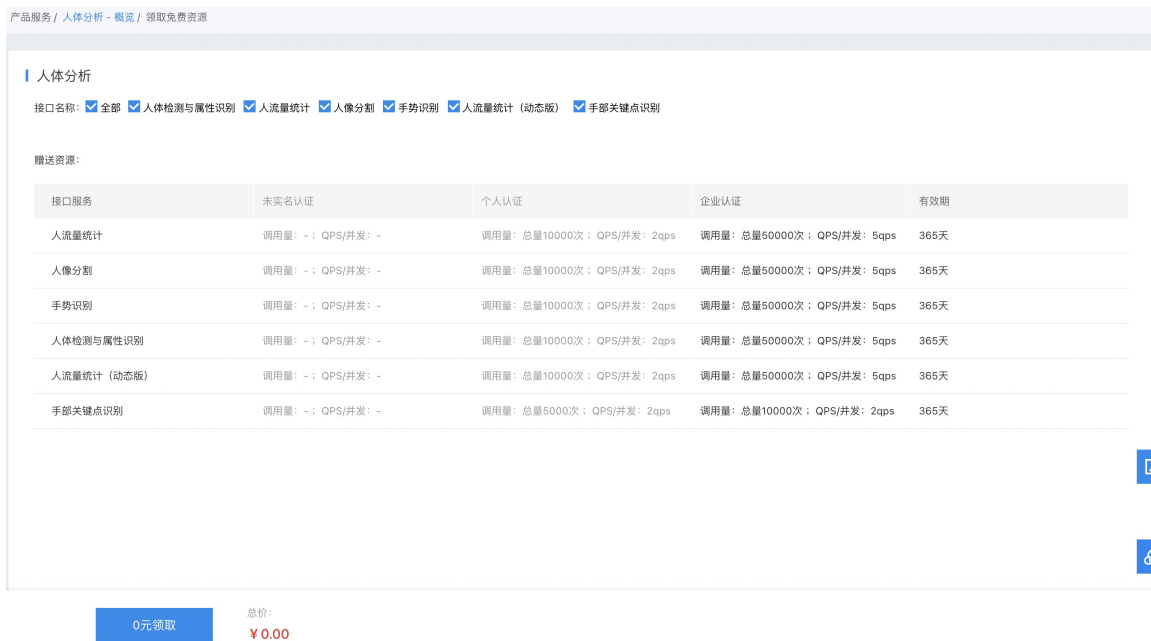 产品服务 / 人体分析 - 概览 / 领取免费资源
人体分析
接口名称: 全部 人体检测与属性识别 人流量统计 人像分割 手势识别 人流量统计（动态版） 手部关键点识别
赠送资源:
接口服务 未实名认证 个人认证 企业认证 有效期
人流量统计 调用量: - ; QPS/并发: - 调用量: 总量10000次 ; QPS/并发: 2qps 调用量: 总量50000次 ; QPS/并发: 5qps 365天
人像分割 调用量: - ; QPS/并发: - 调用量: 总量10000次 ; QPS/并发: 2qps 调用量: 总量50000次 ; QPS/并发: 5qps 365天
手势识别 调用量: - ; QPS/并发: - 调用量: 总量10000次 ; QPS/并发: 2qps 调用量: 总量50000次 ; QPS/并发: 5qps 365天
人体检测与属性识别 调用量: - ; QPS/并发: - 调用量: 总量10000次 ; QPS/并发: 2qps 调用量: 总量50000次 ; QPS/并发: 5qps 365天
人流量统计（动态版） 调用量: - ; QPS/并发: - 调用量: 总量10000次 ; QPS/并发: 2qps 调用量: 总量50000次 ; QPS/并发: 5qps 365天
手部关键点识别 调用量: - ; QPS/并发: - 调用量: 总量5000次 ; QPS/并发: 2qps 调用量: 总量10000次 ; QPS/并发: 2qps 365天
0元领取
总价:
¥0.00